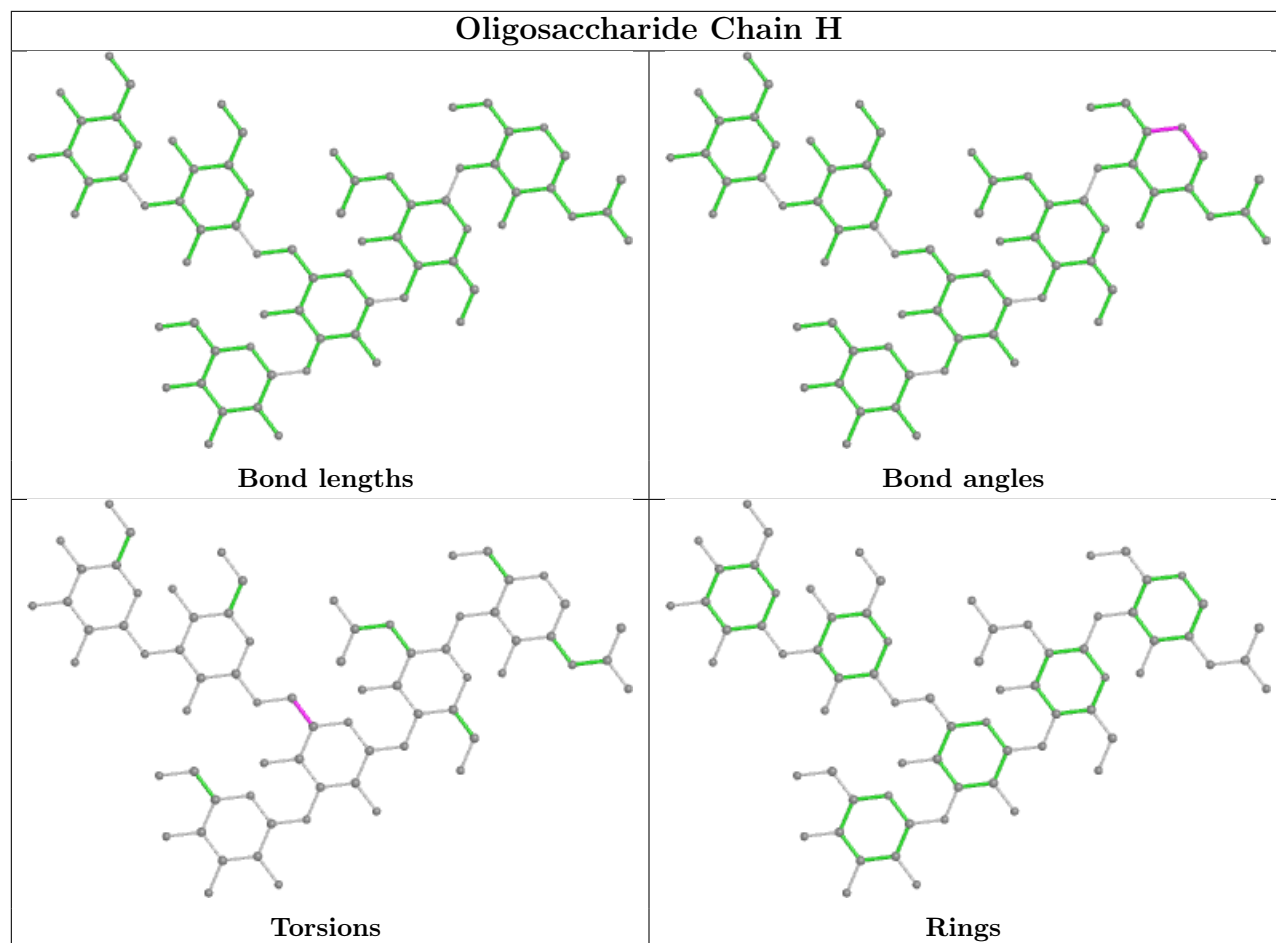 Oligosaccharide Chain H
Bond lengths
Bond angles
Torsions
Rings